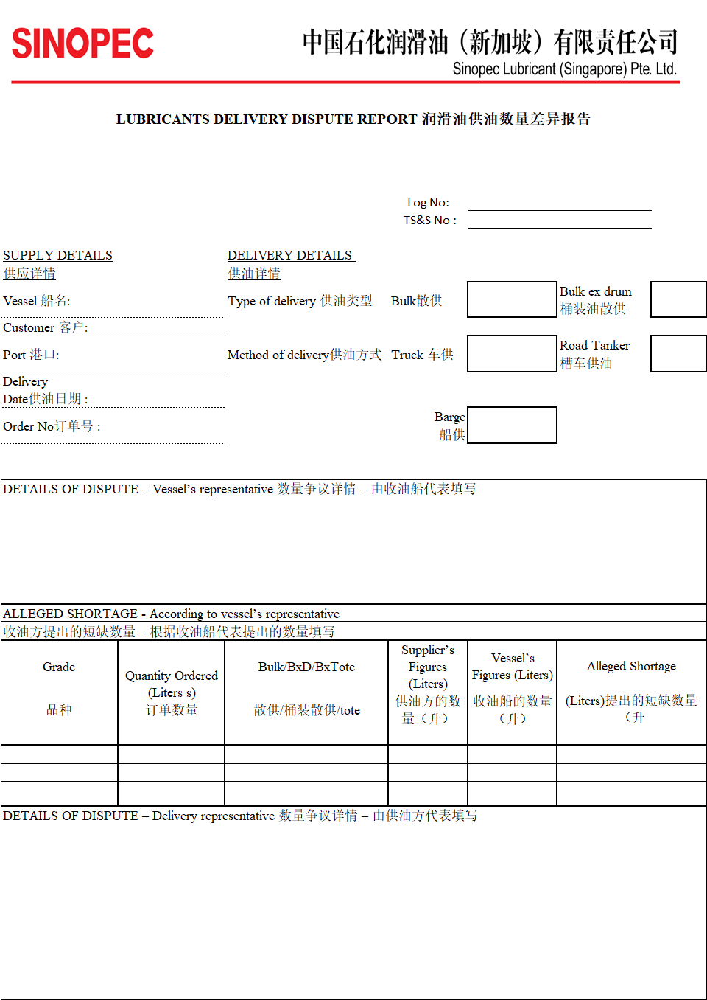 SINOPEC
中国石化润滑油（新加坡）有限责任公司
Sinopec Lubricant (Singapore) Pte. Ltd.
LUBRICANTS DELIVERY DISPUTE REPORT 润滑油供油数量差异报告
Log No:
TS&S No :
SUPPLY DETAILS
供应详情
DELIVERY DETAILS
供油详情
Vessel 船名:
Type of delivery 供油类型
Bulk散供
Bulk ex drum
桶装油散供
Customer 客户:
Port 港口:
Method of delivery供油方式
Truck 车供
Road Tanker
槽车供油
Delivery
Date供油日期 :
Order No订单号 :
Barge
船供
DETAILS OF DISPUTE – Vessel’s representative 数量争议详情 – 由收油船代表填写
ALLEGED SHORTAGE - According to vessel’s representative
收油方提出的短缺数量 – 根据收油船代表提出的数量填写
Grade
品种
Quantity Ordered
(Liters s)
订单数量
Bulk/BxD/BxTote
散供/桶装散供/tote
Supplier’s
Figures
(Liters)
供油方的数
量（升）
Vessel’s
Figures (Liters)
收油船的数量
（升）
Alleged Shortage
(Liters)提出的短缺数量
（升
DETAILS OF DISPUTE – Delivery representative 数量争议详情 – 由供油方代表填写